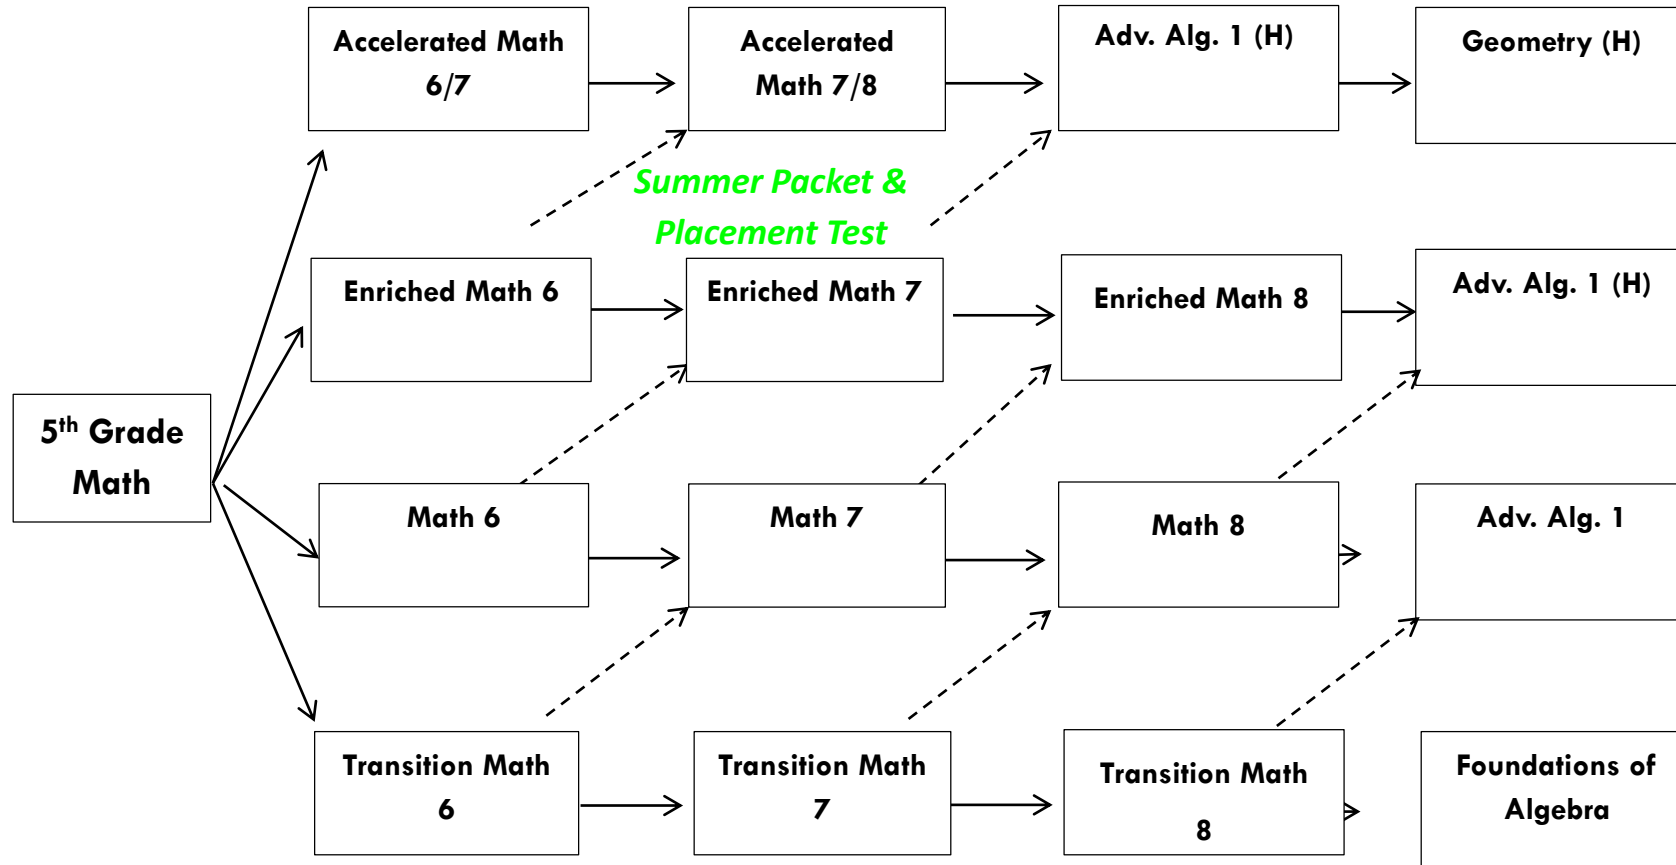 Accelerated Math
6/7
Accelerated
Math 7/8
Adv. Alg. 1 (H)
Geometry (H)
Summer Packet &
Placement Test
Enriched Math 6
Enriched Math 7
Enriched Math 8
Adv. Alg. 1 (H)
5th Grade
Math
Math 6
Math 7
Math 8
Adv. Alg. 1
Transition Math
6
Transition Math
7
Transition Math
8
Foundations of
Algebra